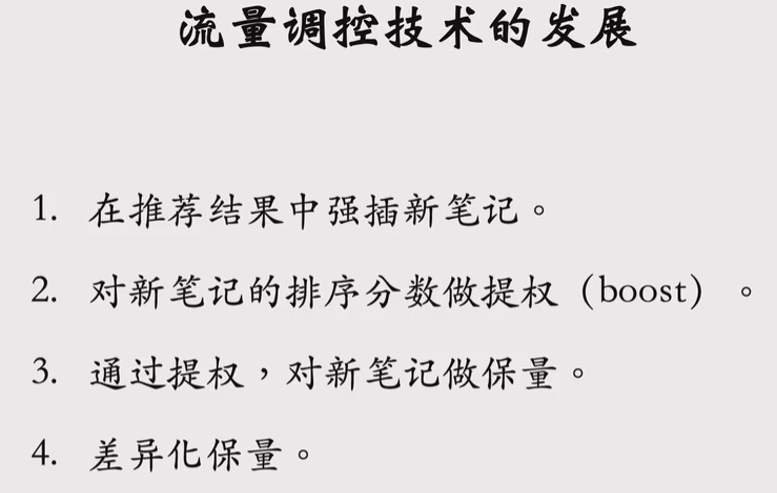 流量调控技术的发展
1. 在推荐结果中强插新笔记。
2. 对新笔记的排序分数做提权（boost）。
3. 通过提权，对新笔记做保量。
4. 差异化保量。